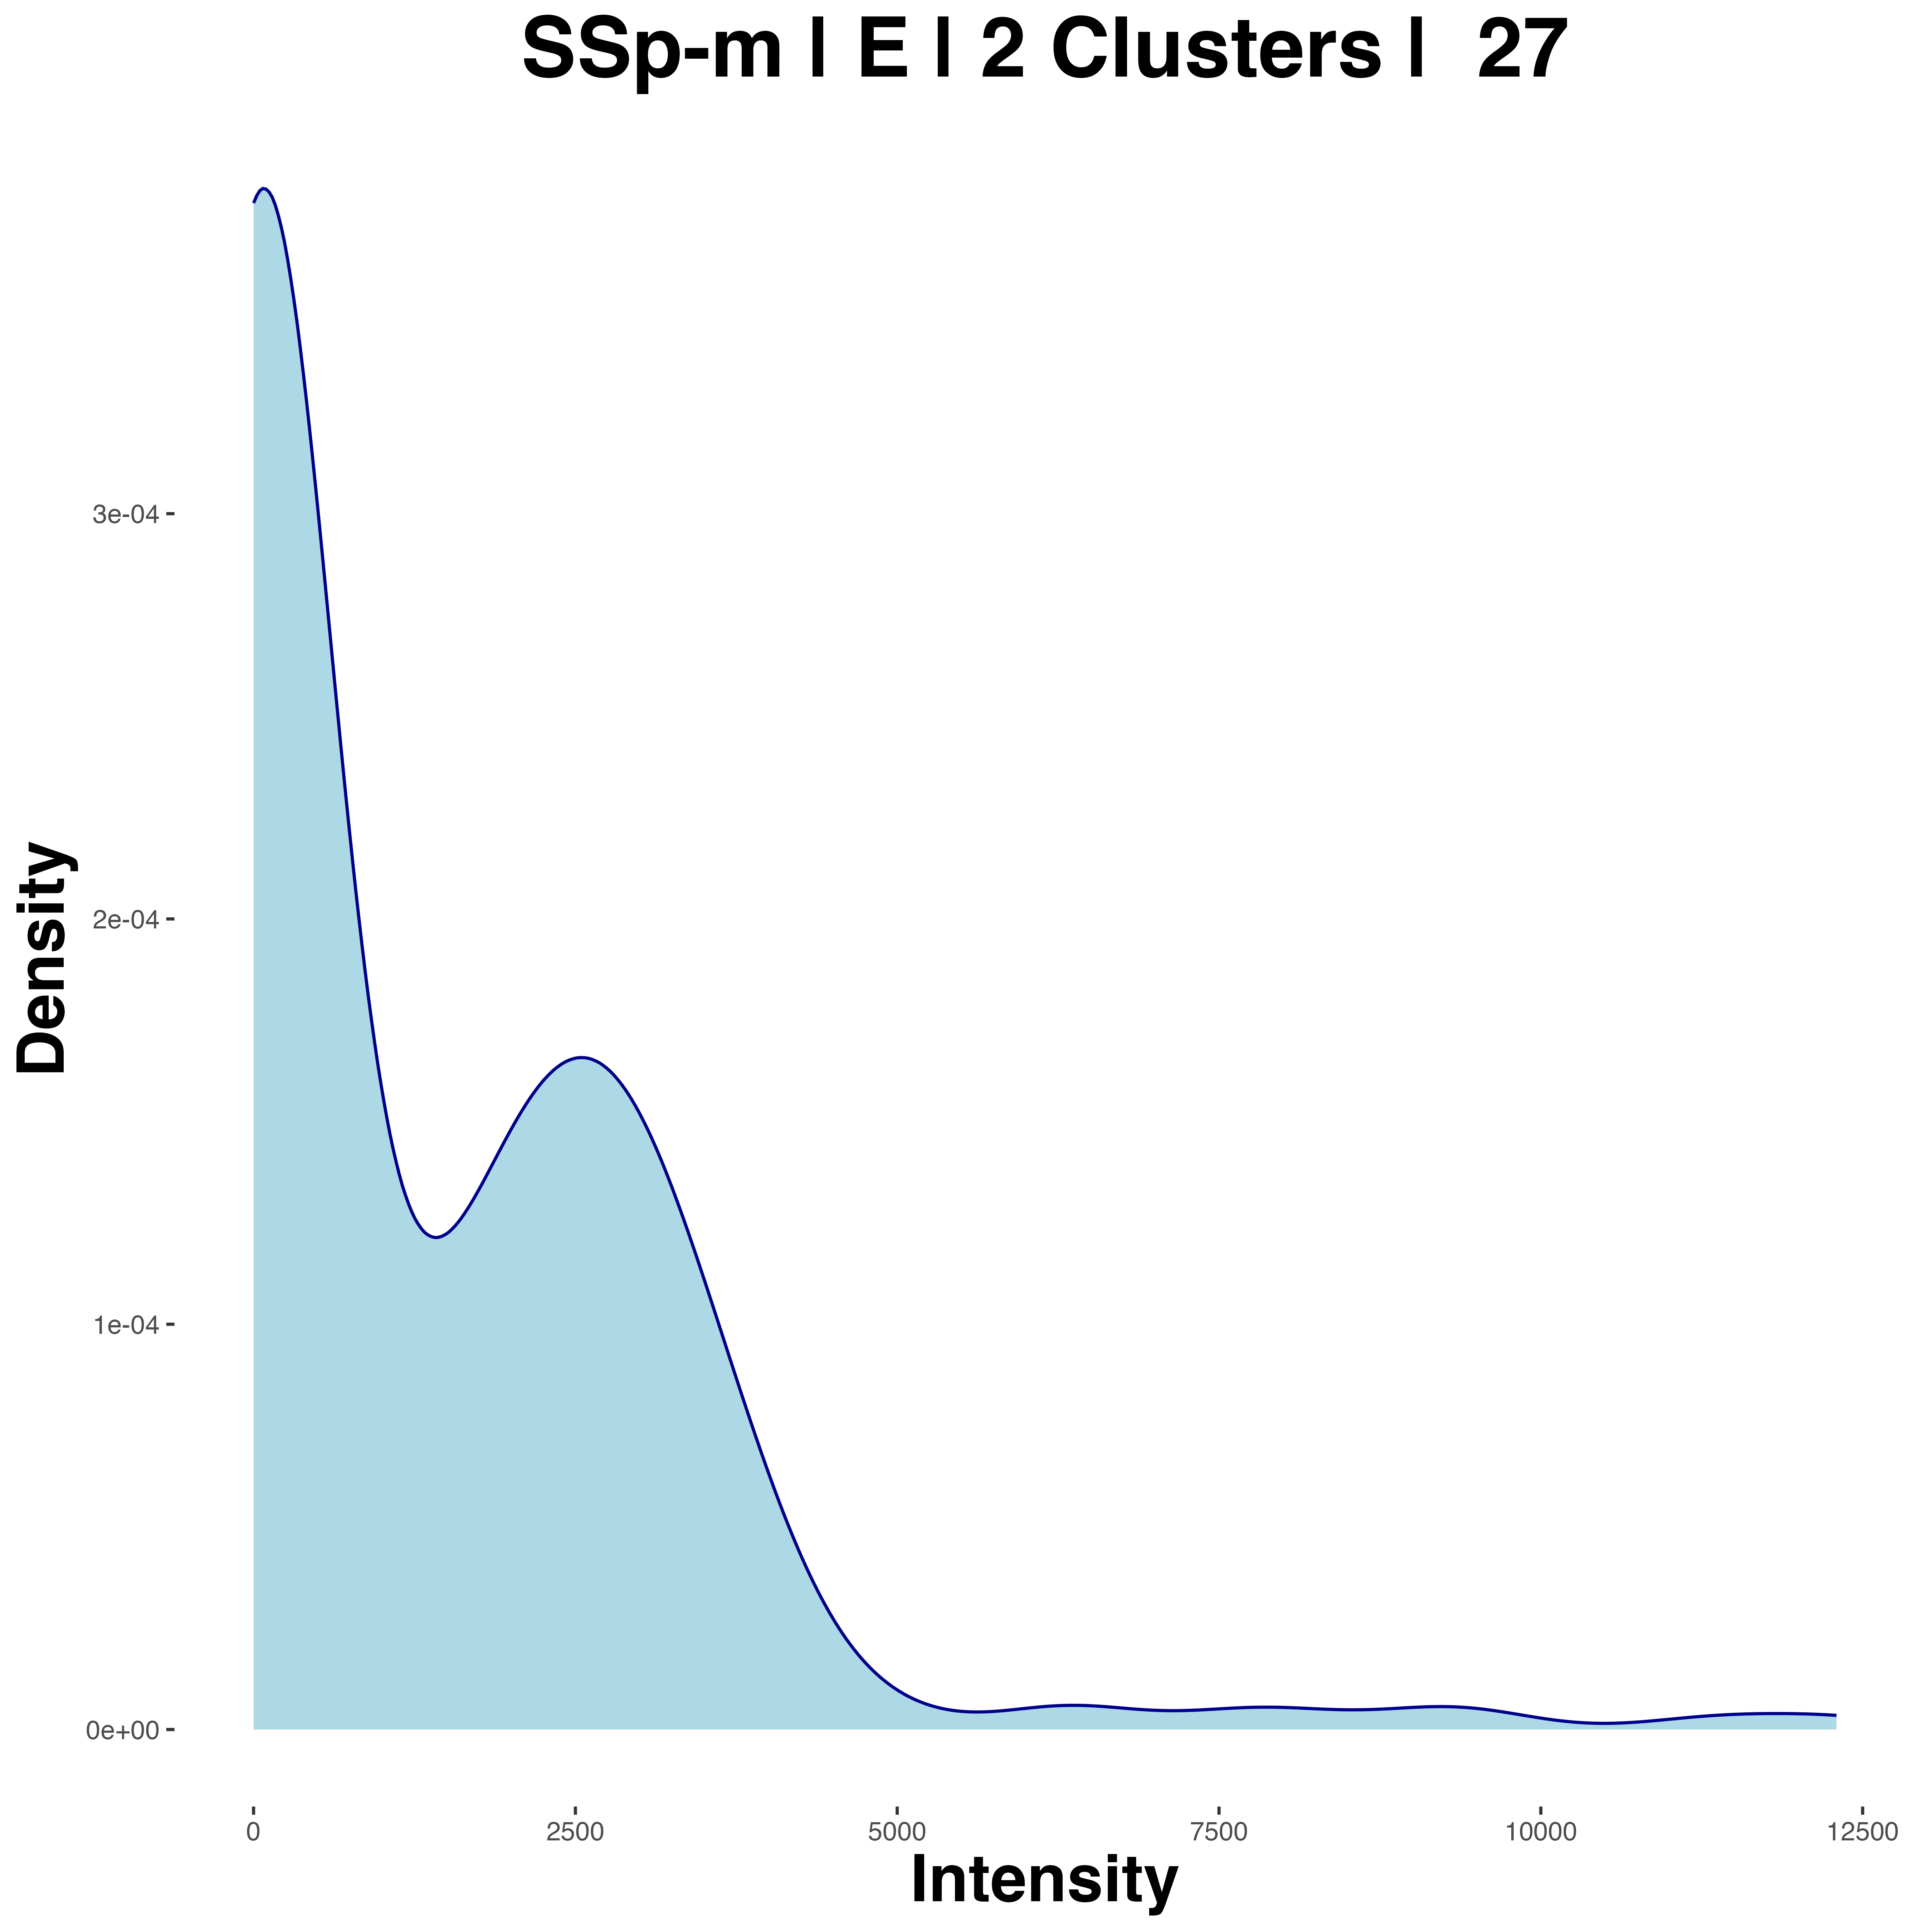 SSp-m | E | 2 Clusters |  27
Density
3e-04
2e-04
1e-04
0e+00
0 2500 5000 7500 10000 12500
Intensity